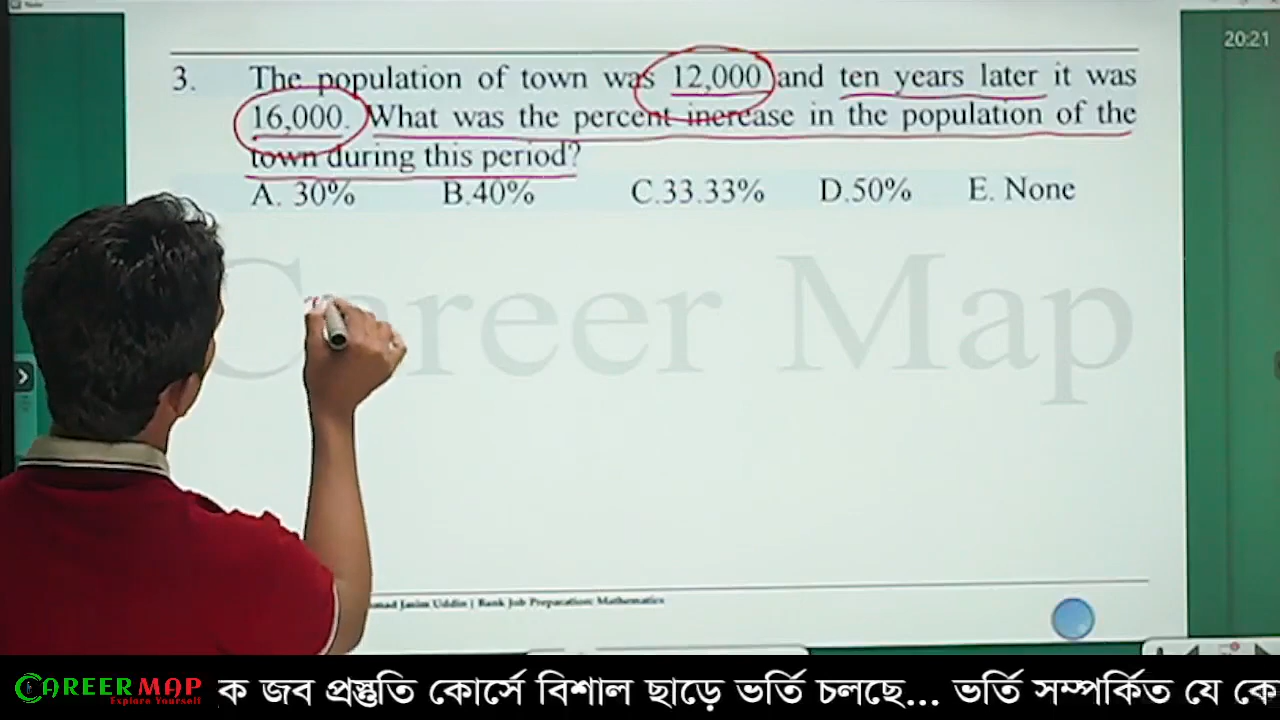 20:21
3. The population of town was 12,000 and ten years later it was
16,000. What was the percent increase in the population of the
town during this period?
A. 30% B.40% C.33.33% D.50% E. None
Career Map
Uddin | Bank Job Preparation: Mathematics
CAREER MAP
Explore Yourself
ক জব প্রস্তুতি কোর্সে বিশাল ছাড়ে ভর্তি চলছে... ভর্তি সম্পর্কিত যে কে